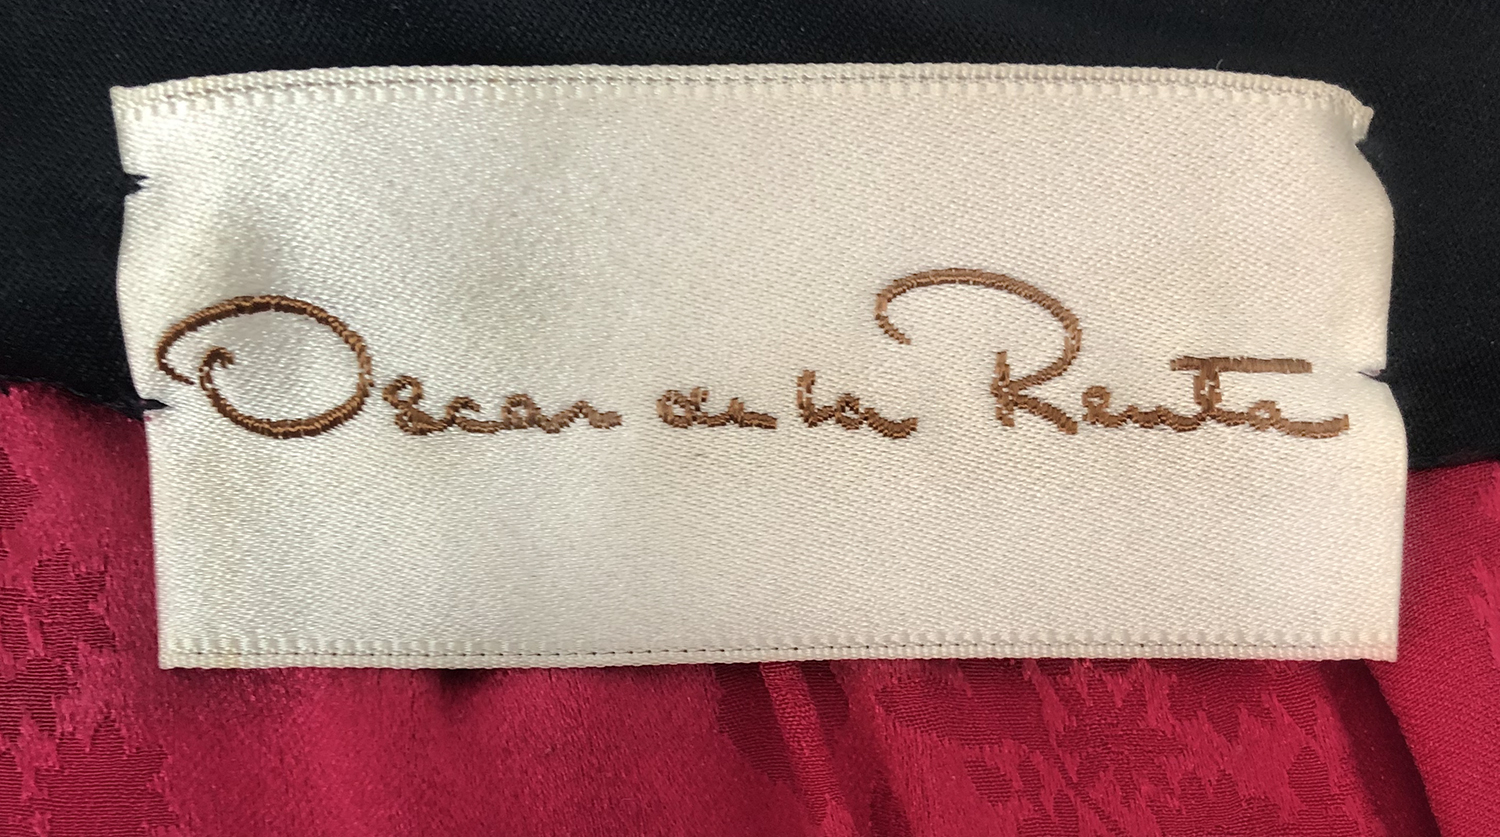 Oscar de la Renta